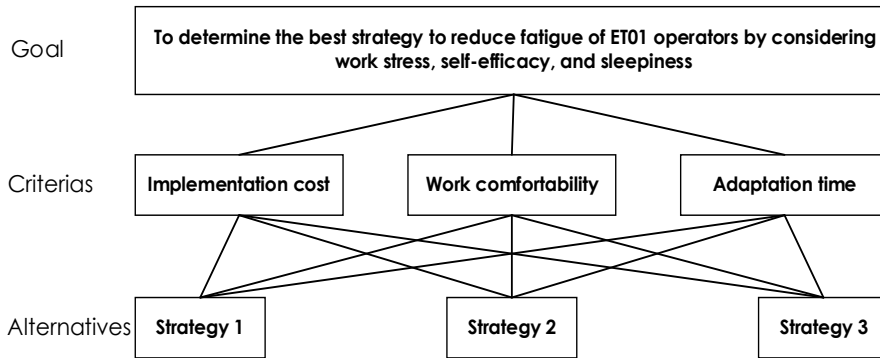 Goal
To determine the best strategy to reduce fatigue of ET01 operators by considering
work stress, self-efficacy, and sleepiness
Criterias
Implementation cost
Work comfortability
Adaptation time
Alternatives
Strategy 1
Strategy 2
Strategy 3